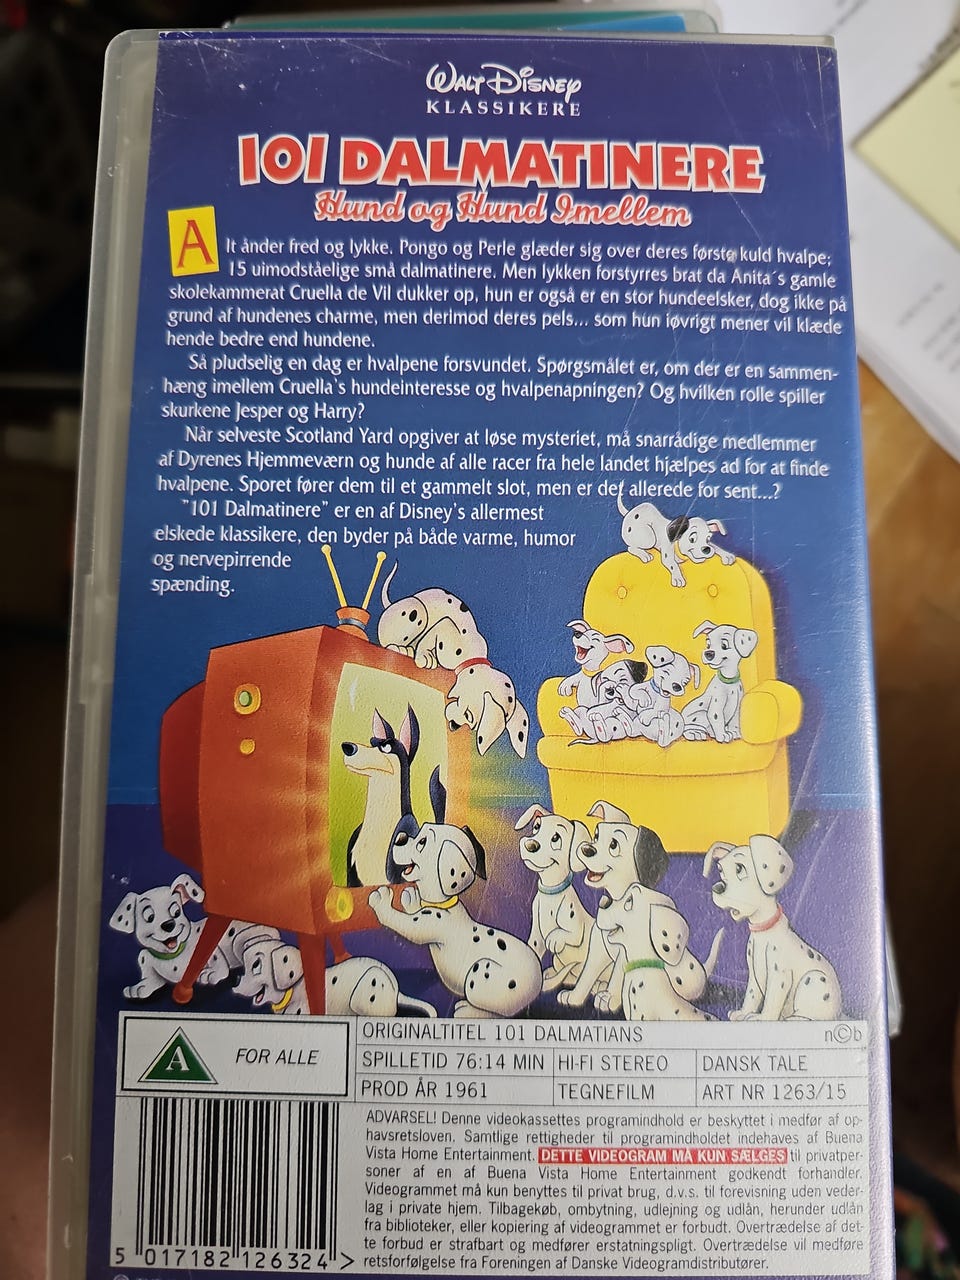 WALT DISNEY
KLASSIKERE
101 DALMATINERE
Hund og Hund Imellem
Alt ånder fred og lykke. Pongo og Perle glæder sig over deres første kuld hvalpe;
15 uimodståelige små dalmatinere. Men lykken forstyrres brat da Anita´s gamle
skolekammerat Cruella de Vil dukker op, hun er også er en stor hundeelsker, dog ikke på
grund af hundenes charme, men derimod deres pels... som hun iøvrigt mener vil klæde
hende bedre end hundene.
Så pludselig en dag er hvalpene forsvundet. Spørgsmålet er, om der er en sammen-
hæng imellem Cruella's hundeinteresse og hvalpenapningen? Og hvilken rolle spiller
skurkene Jesper og Harry?
Når selveste Scotland Yard opgiver at løse mysteriet, må snarrådige medlemmer
af Dyrenes Hjemmeværn og hunde af alle racer fra hele landet hjælpes ad for at finde
hvalpene. Sporet fører dem til et gammelt slot, men er det allerede for sent...?
"101 Dalmatinere" er en af Disney's allermest
elskede klassikere, den byder på både varme, humor
og nervepirrende
spænding.
A FOR ALLE
ORIGINALTITEL 101 DALMATIANS n©b
SPILLETID 76:14 MIN HI-FI STEREO DANSK TALE
PROD ÅR 1961 TEGNEFILM ART NR 1263/15
ADVARSEL! Denne videokassettes programindhold er beskyttet i medfør af op-
havsretsloven. Samtlige rettigheder til programindholdet indehaves af Buena
Vista Home Entertainment. DETTE VIDEOGRAM MÅ KUN SÆLGES til privatper-
soner af en af Buena Vista Home Entertainment godkendt forhandler.
Videogrammet må kun benyttes til privat brug, d.v.s. til forevisning uden veder-
lag i private hjem. Tilbagekøb, ombytning, udlejning og udlån, herunder udlån
fra biblioteker, eller kopiering af videogrammet er forbudt. Overtrædelse af det-
te forbud er strafbart og medfører erstatningspligt. Overtrædelse vil medføre
retsforfølgelse fra Foreningen af Danske Videogramdistributører.
5 017182 126324 >